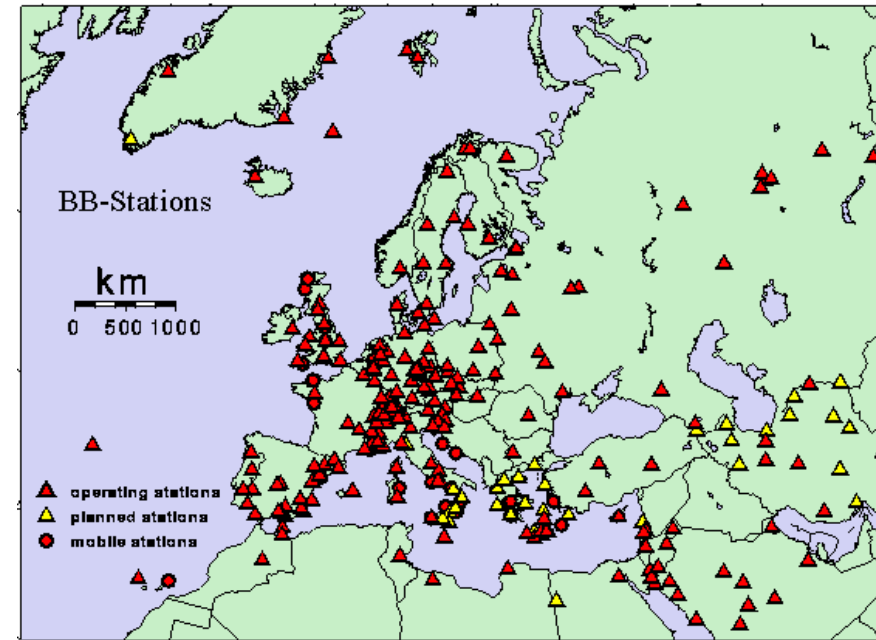 BB-Stations
km
0 500 1000
operating stations
planned stations
mobile stations